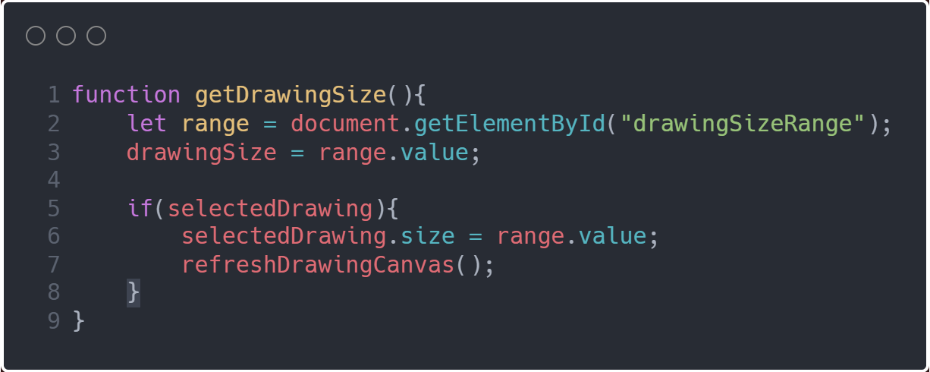 1 function getDrawingSize(){
2     let range = document.getElementById("drawingSizeRange");
3     drawingSize = range.value;
4
5     if(selectedDrawing){
6         selectedDrawing.size = range.value;
7         refreshDrawingCanvas();
8     }
9 }